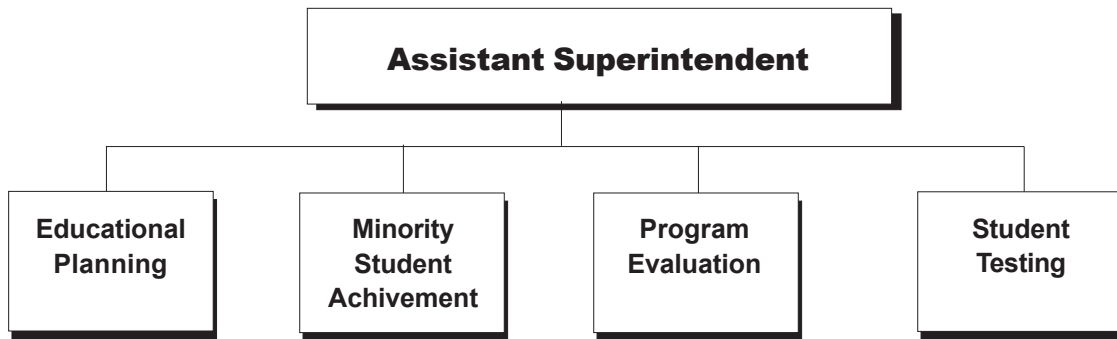 Assistant Superintendent
Educational
Planning
Minority
Student
Achivement
Program
Evaluation
Student
Testing